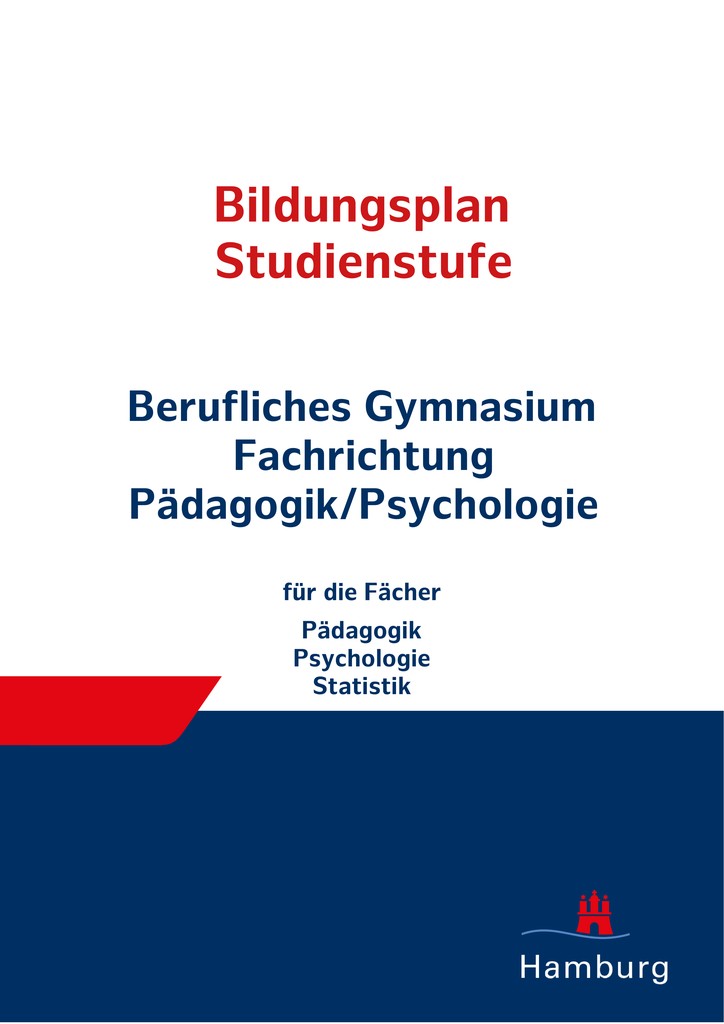 Bildungsplan
Studienstufe
Berufliches Gymnasium
Fachrichtung
Pädagogik/Psychologie
für die Fächer
Pädagogik
Psychologie
Statistik
Hamburg